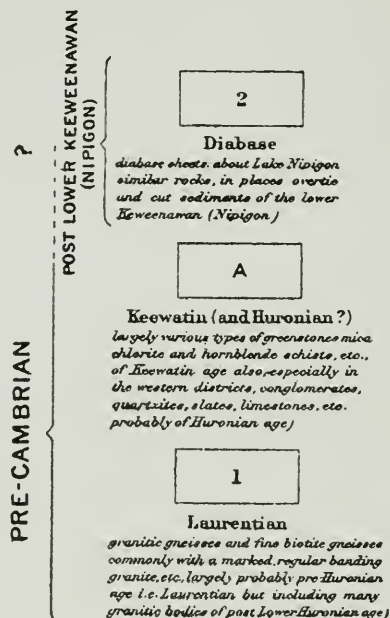 PRE-CAMBRIAN
?
POST LOWER KEEWEENAWAN
(NIPIGON)
2
Diabase
diabase sheets. about Lake Nipigon
similar rocks, in places overlie
und cut sediments of the lower
Keweenawan (Nipigon)
A
Keewatin (and Huronian ?)
largely various types of greenstones mica
chlorite and hornblende schists, etc.,
of Keewatin age also, especially in
the western districts, conglomerates,
quartzites, slates, limestones, etc.
probably of Huronian age)
1
Laurentian
granitic gneisses and fine biotite gneisses
commonly with a marked, regular banding
granite, etc., largely probably pre Huronian
age i.e. Laurentian but including many
granitic bodies of post Lower Huronian age)